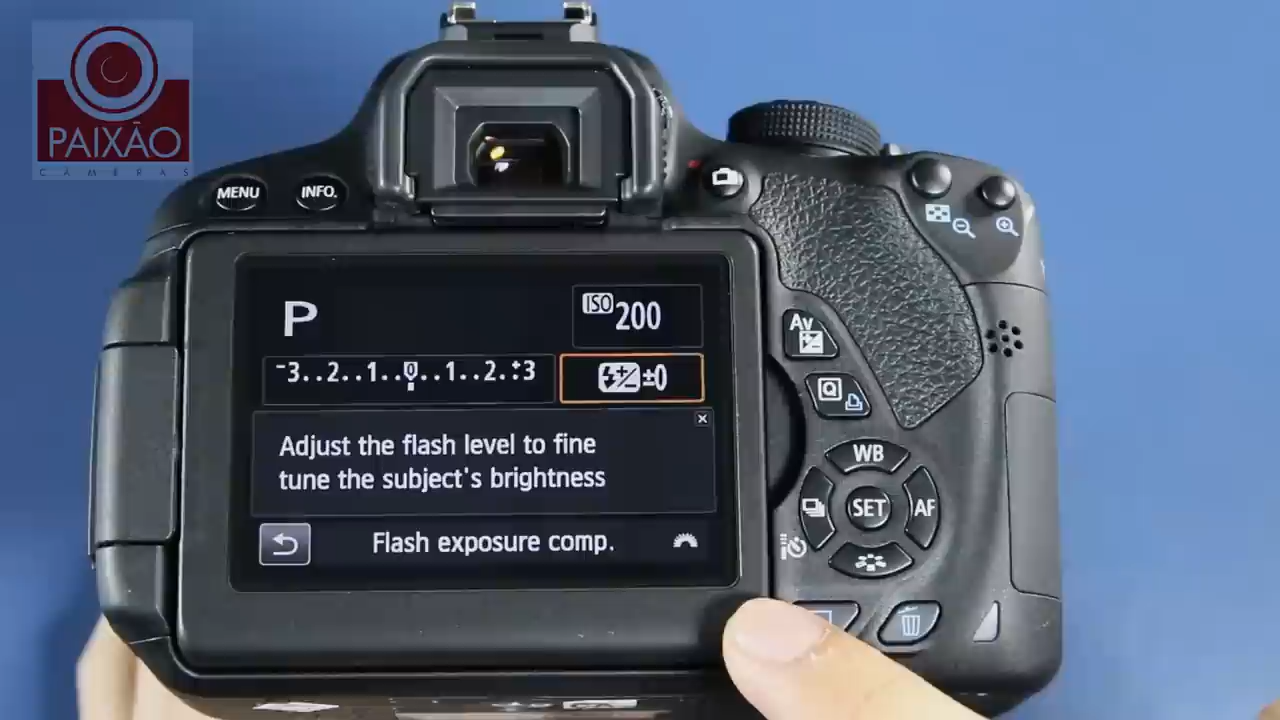 PAIXÃO
CÂMERAS
MENU
INFO.
P
ISO 200
-3..2..1..0..1..2.:+3
±0
Adjust the flash level to fine
tune the subject's brightness
Flash exposure comp.
Av
Q
WB
SET
AF